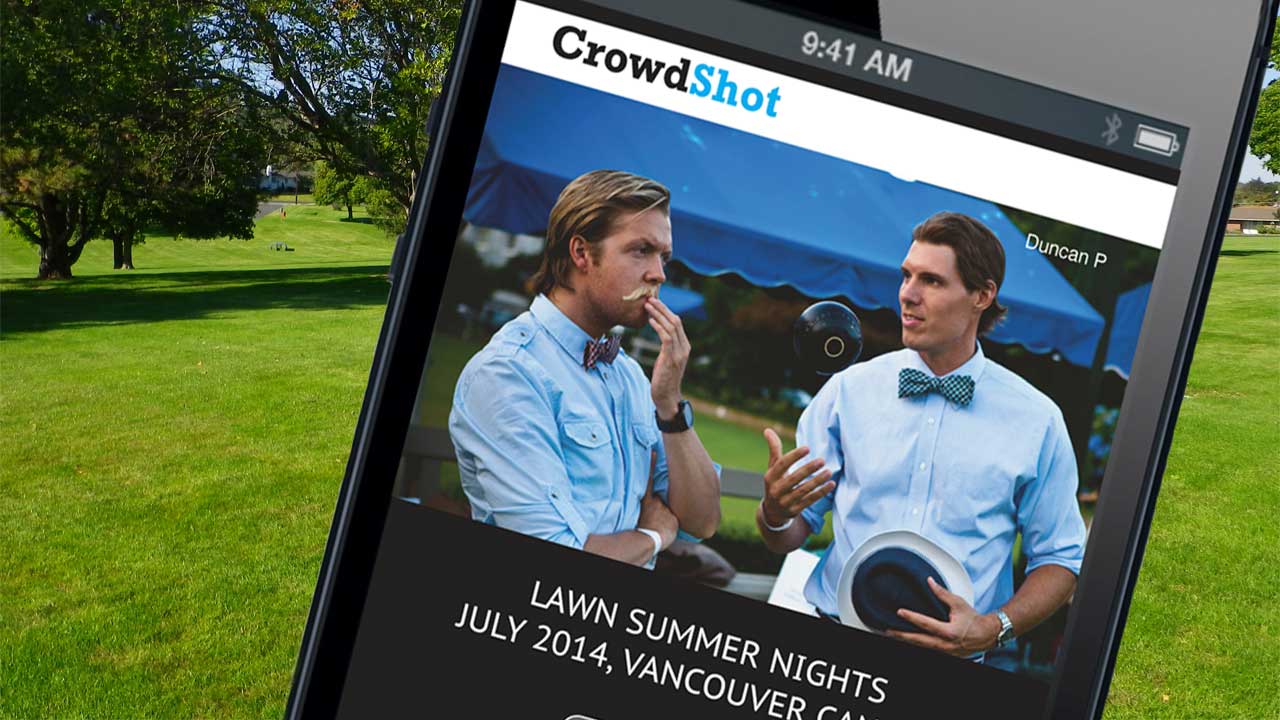 9:41 AM
CrowdShot
Duncan P
LAWN SUMMER NIGHTS
JULY 2014, VANCOUVER